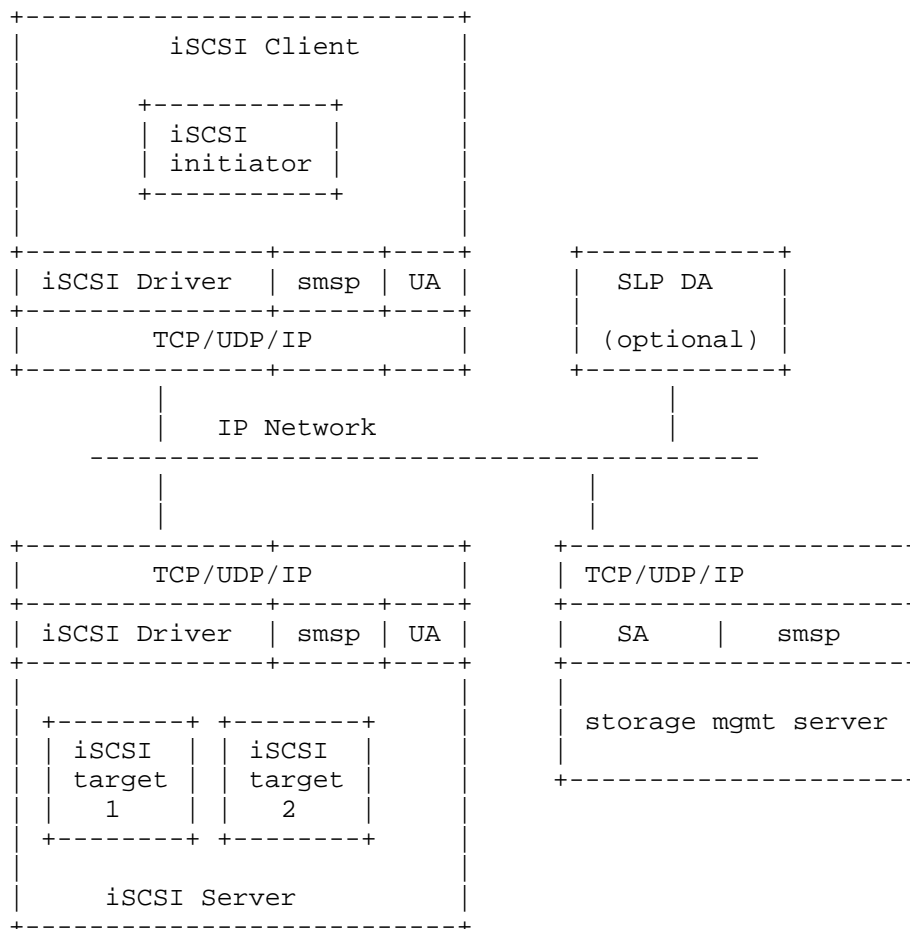 iSCSI Client
iSCSI
initiator
iSCSI Driver smsp UA SLP DA
TCP/UDP/IP (optional)
IP Network
TCP/UDP/IP TCP/UDP/IP
iSCSI Driver smsp UA SA smsp
storage mgmt server
iSCSI iSCSI
target target
1 2
iSCSI Server